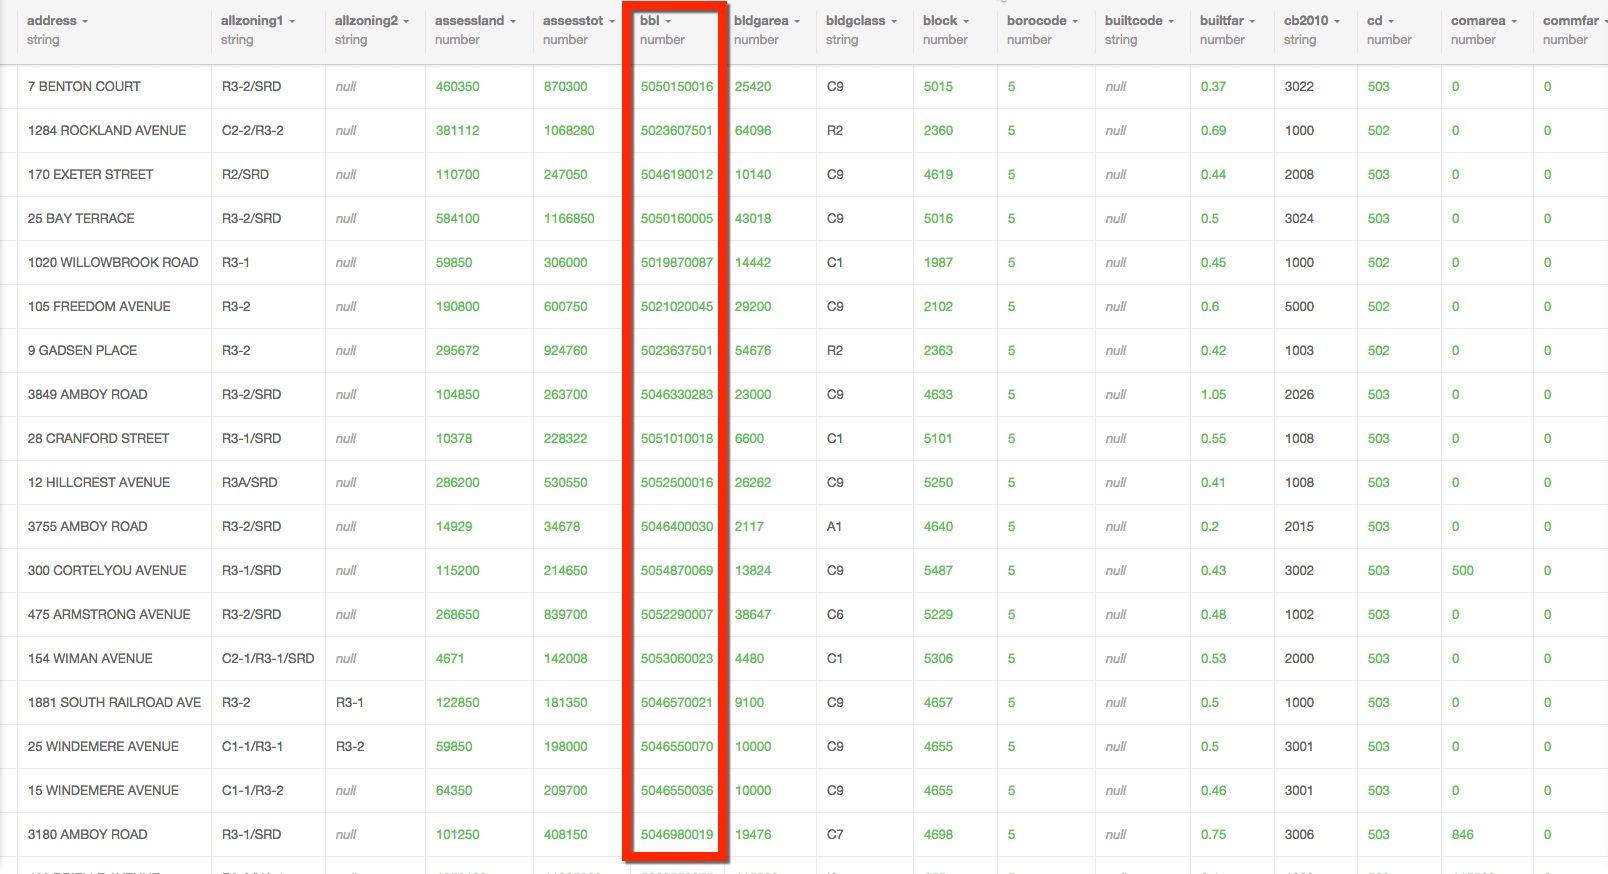 address allzoning1 allzoning2 assessland assesstot bbl bldgarea bldgclass block borocode builtcode builtfar cb2010 cd comarea commfar
string string string number number number number string number number string number string number number number
7 BENTON COURT R3-2/SRD null 460350 870300 5050150016 25420 C9 5015 5 null 0.37 3022 503 0 0
1284 ROCKLAND AVENUE C2-2/R3-2 null 381112 1068280 5023607501 64096 R2 2360 5 null 0.69 1000 502 0 0
170 EXETER STREET R2/SRD null 110700 247050 5046190012 10140 C9 4619 5 null 0.44 2008 503 0 0
25 BAY TERRACE R3-2/SRD null 584100 1166850 5050160005 43018 C9 5016 5 null 0.5 3024 503 0 0
1020 WILLOWBROOK ROAD R3-1 null 59850 306000 5019870087 14442 C1 1987 5 null 0.45 1000 502 0 0
105 FREEDOM AVENUE R3-2 null 190800 600750 5021020045 29200 C9 2102 5 null 0.6 5000 502 0 0
9 GADSEN PLACE R3-2 null 295672 924760 5023637501 54676 R2 2363 5 null 0.42 1003 502 0 0
3849 AMBOY ROAD R3-2/SRD null 104850 263700 5046330283 23000 C9 4633 5 null 1.05 2026 503 0 0
28 CRANFORD STREET R3-1/SRD null 10378 228322 5051010018 6600 C1 5101 5 null 0.55 1008 503 0 0
12 HILLCREST AVENUE R3A/SRD null 286200 530550 5052500016 26262 C9 5250 5 null 0.41 1008 503 0 0
3755 AMBOY ROAD R3-2/SRD null 14929 34678 5046400030 2117 A1 4640 5 null 0.2 2015 503 0 0
300 CORTELYOU AVENUE R3-1/SRD null 115200 214650 5054870069 13824 C9 5487 5 null 0.43 3002 503 500 0
475 ARMSTRONG AVENUE R3-2/SRD null 268650 839700 5052290007 38647 C6 5229 5 null 0.48 1002 503 0 0
154 WIMAN AVENUE C2-1/R3-1/SRD null 4671 142008 5053060023 4480 C1 5306 5 null 0.53 2000 503 0 0
1881 SOUTH RAILROAD AVE R3-2 R3-1 122850 181350 5046570021 9100 C9 4657 5 null 0.5 1000 503 0 0
25 WINDEMERE AVENUE C1-1/R3-1 R3-2 59850 198000 5046550070 10000 C9 4655 5 null 0.5 3001 503 0 0
15 WINDEMERE AVENUE C1-1/R3-2 null 64350 209700 5046550036 10000 C9 4655 5 null 0.46 3001 503 0 0
3180 AMBOY ROAD R3-1/SRD null 101250 408150 5046980019 19476 C7 4698 5 null 0.75 3006 503 846 0